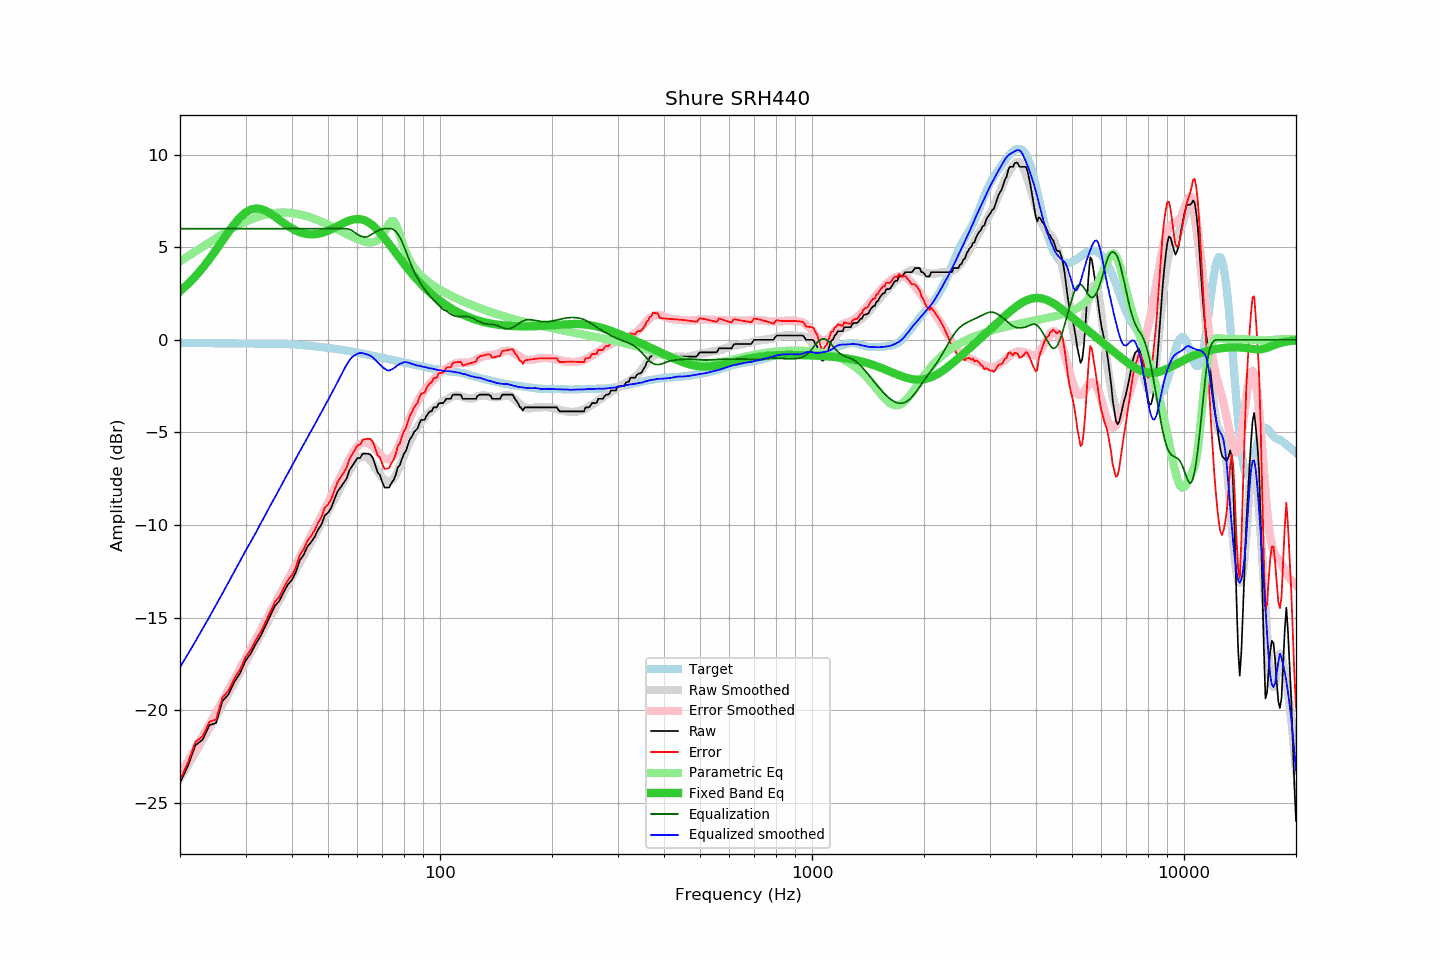 Shure SRH440
10
5
0
−5
−10
−15
−20
−25
Amplitude (dBr)
Target
Raw Smoothed
Error Smoothed
Raw
Error
Parametric Eq
Fixed Band Eq
Equalization
Equalized smoothed
100
1000
10000
Frequency (Hz)